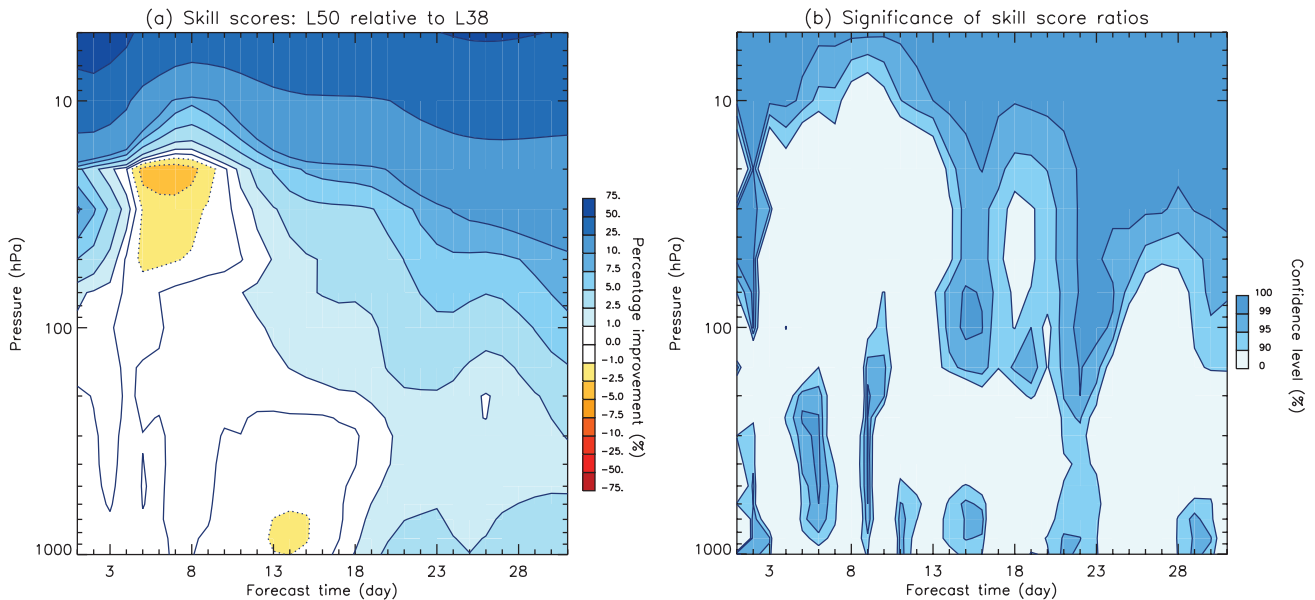 (a) Skill scores: L50 relative to L38
Pressure (hPa)
10
100
1000
3 8 13 18 23 28
Forecast time (day)
75.
50.
25.
10.
7.5
5.0
2.5
1.0
0.0
-1.0
-2.5
-5.0
-7.5
-10.
-25.
-50.
-75.
Percentage improvement (%)
(b) Significance of skill score ratios
Pressure (hPa)
10
100
1000
3 8 13 18 23 28
Forecast time (day)
100
99
95
90
0
Confidence level (%)